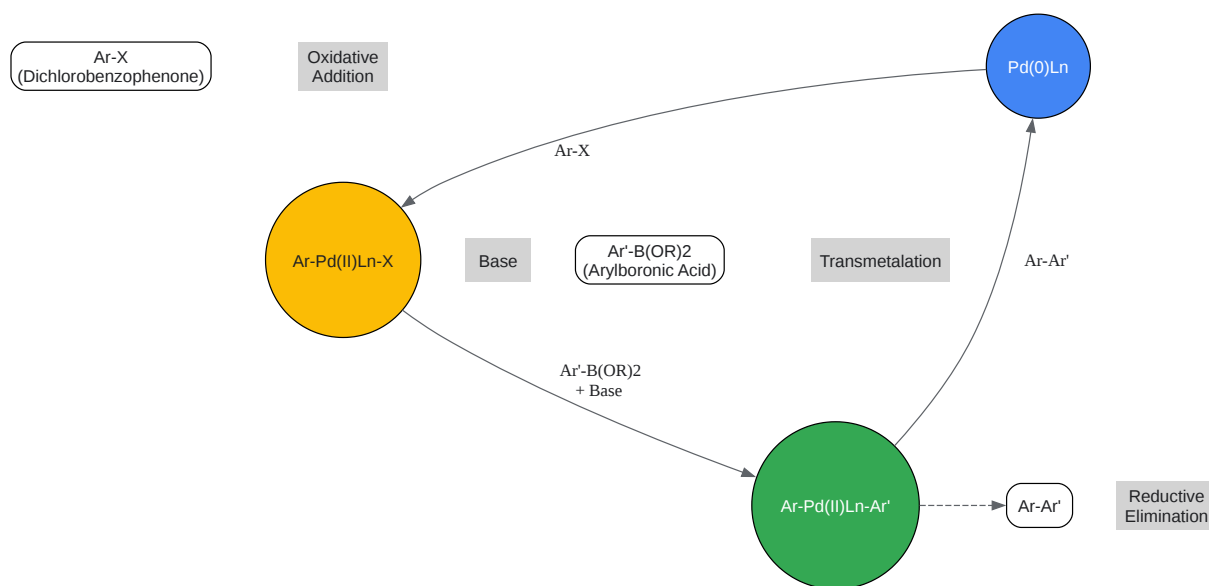 Ar-X
(Dichlorobenzophenone)
Oxidative
Addition
Pd(0)Ln
Ar-X
Ar-Pd(II)Ln-X
Base
Ar'-B(OR)2
(Arylboronic Acid)
Transmetalation
Ar-Ar'
Ar'-B(OR)2
+ Base
Ar-Pd(II)Ln-Ar'
Ar-Ar'
Reductive
Elimination